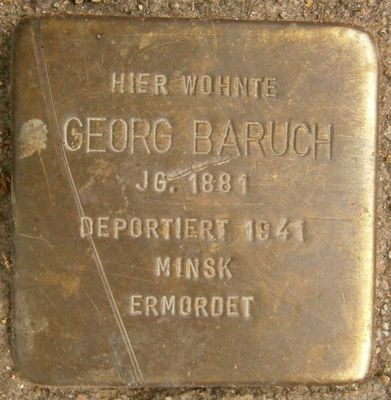 HIER WOHNTE
GEORG BARUCH
JG. 1881
DEPORTIERT 1941
MINSK
ERMORDET